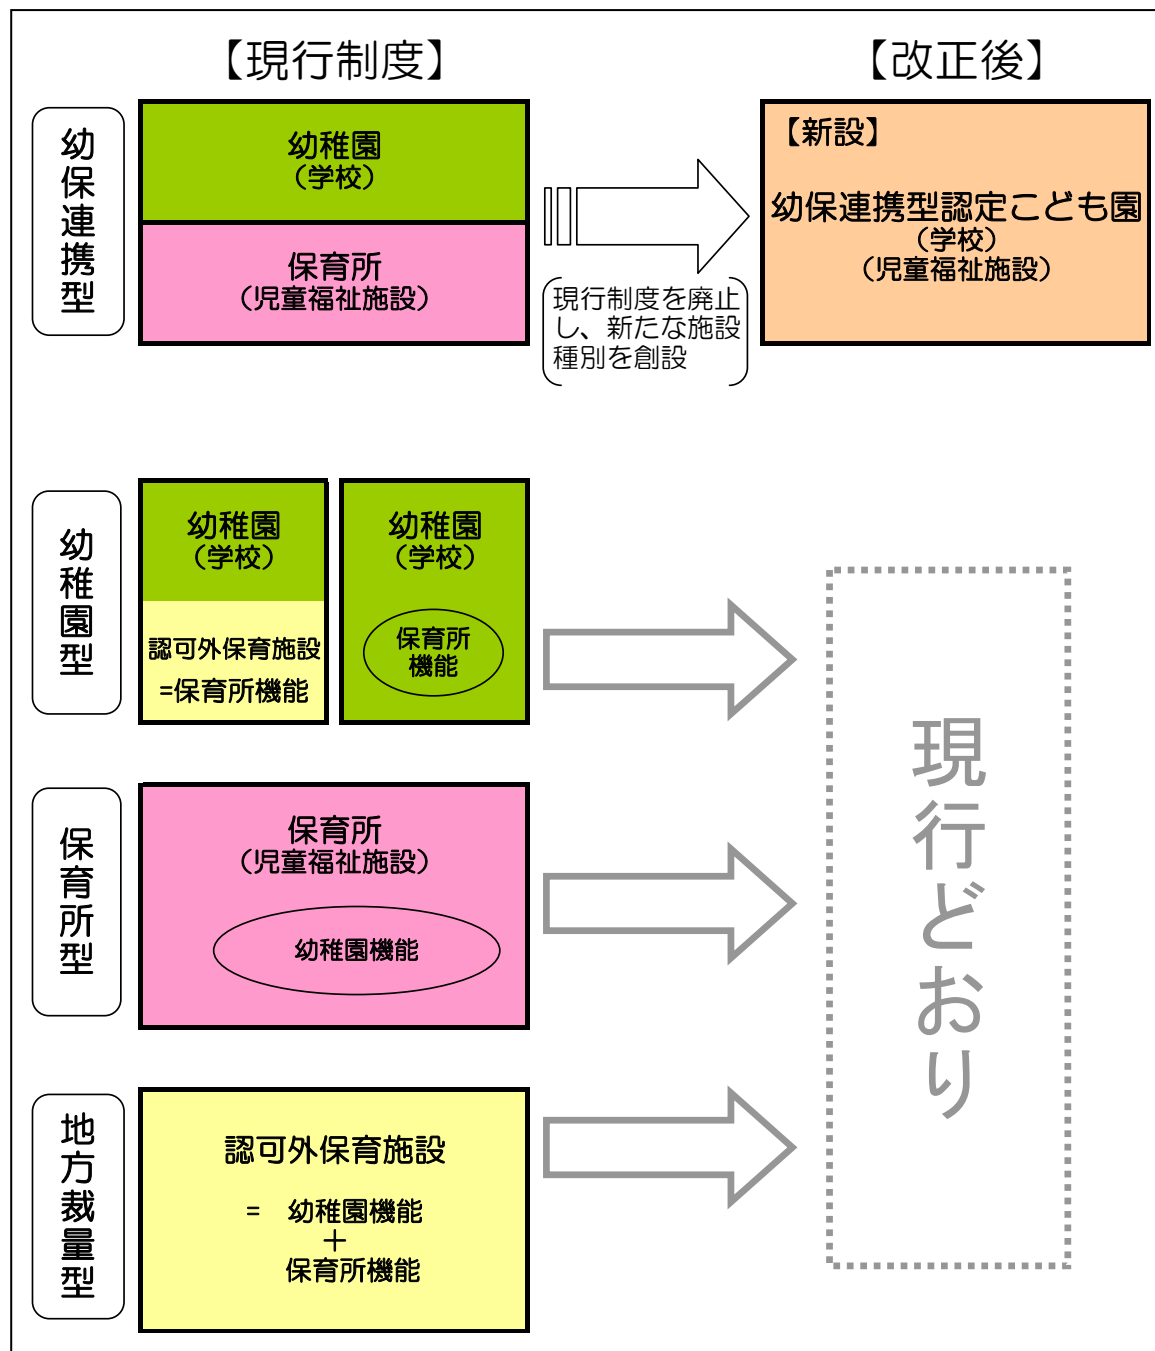 【現行制度】
【改正後】
幼保連携型
幼稚園
（学校）
保育所
（児童福祉施設）
現行制度を廃止
し、新たな施設
種別を創設
【新設】
幼保連携型認定こども園
（学校）
（児童福祉施設）
幼稚園型
幼稚園
（学校）
認可外保育施設
=保育所機能
幼稚園
（学校）
保育所
機能
保育所型
保育所
（児童福祉施設）
幼稚園機能
地方裁量型
認可外保育施設
= 幼稚園機能
＋
保育所機能
現行どおり